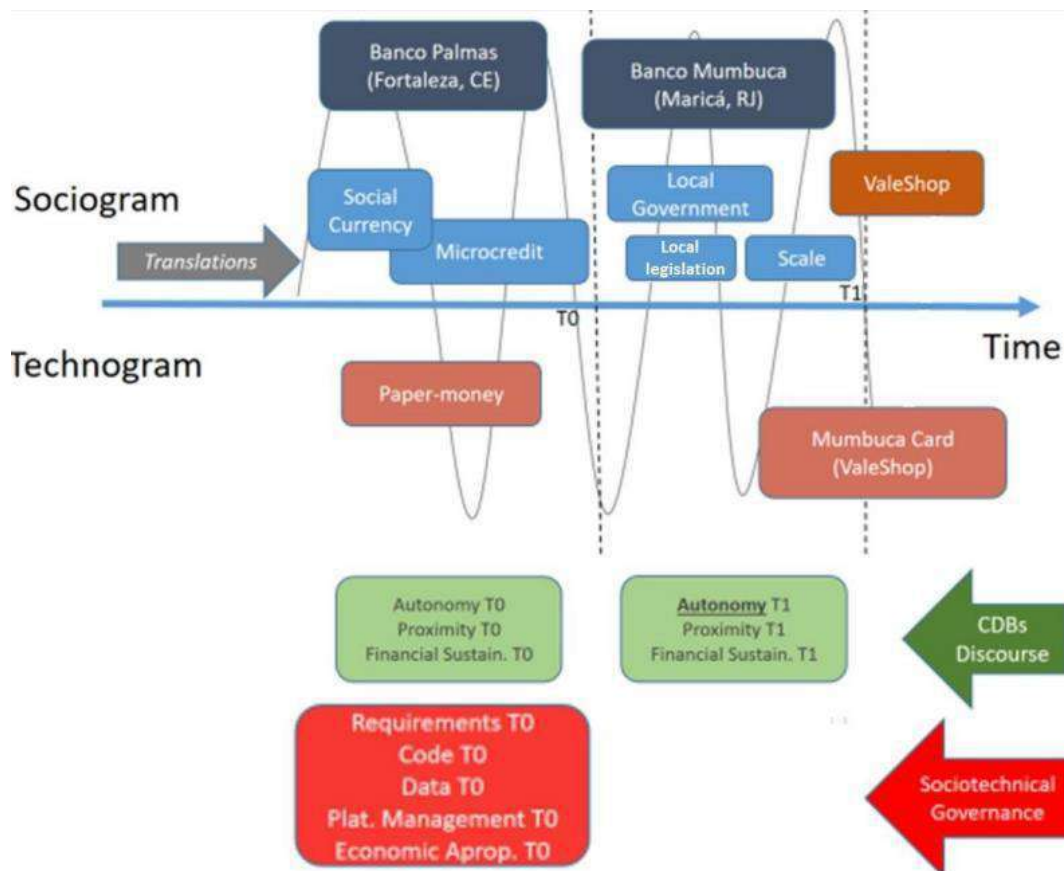 Banco Palmas
(Fortaleza, CE)
Banco Mumbuca
(Maricá, RJ)
Sociogram
Social
Currency
Microcredit
Local
Government
Local
legislation
Scale
ValeShop
Translations
T0
T1
Time
Technogram
Paper-money
Mumbuca Card
(ValeShop)
Autonomy T0
Proximity T0
Financial Sustain. T0
Autonomy T1
Proximity T1
Financial Sustain. T1
CDBs
Discourse
Requirements T0
Code T0
Data T0
Plat. Management T0
Economic Aprop. T0
Sociotechnical
Governance